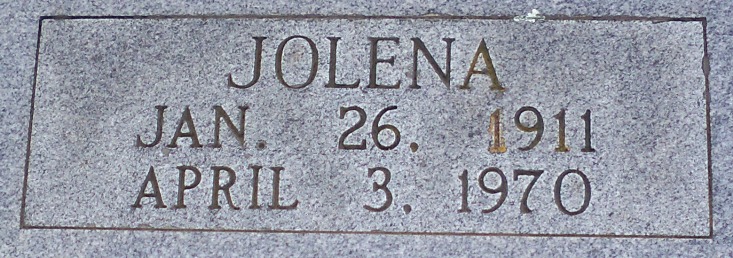 JOLENA
JAN. 26, 1911
APRIL 3, 1970